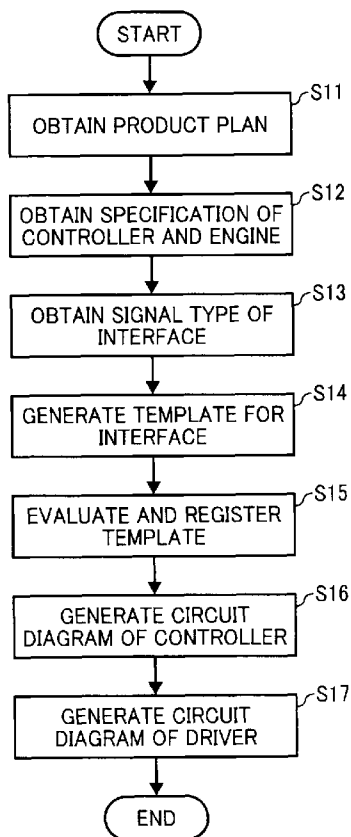 START
S11
OBTAIN PRODUCT PLAN
S12
OBTAIN SPECIFICATION OF
CONTROLLER AND ENGINE
S13
OBTAIN SIGNAL TYPE OF
INTERFACE
S14
GENERATE TEMPLATE FOR
INTERFACE
S15
EVALUATE AND REGISTER
TEMPLATE
S16
GENERATE CIRCUIT
DIAGRAM OF CONTROLLER
S17
GENERATE CIRCUIT
DIAGRAM OF DRIVER
END